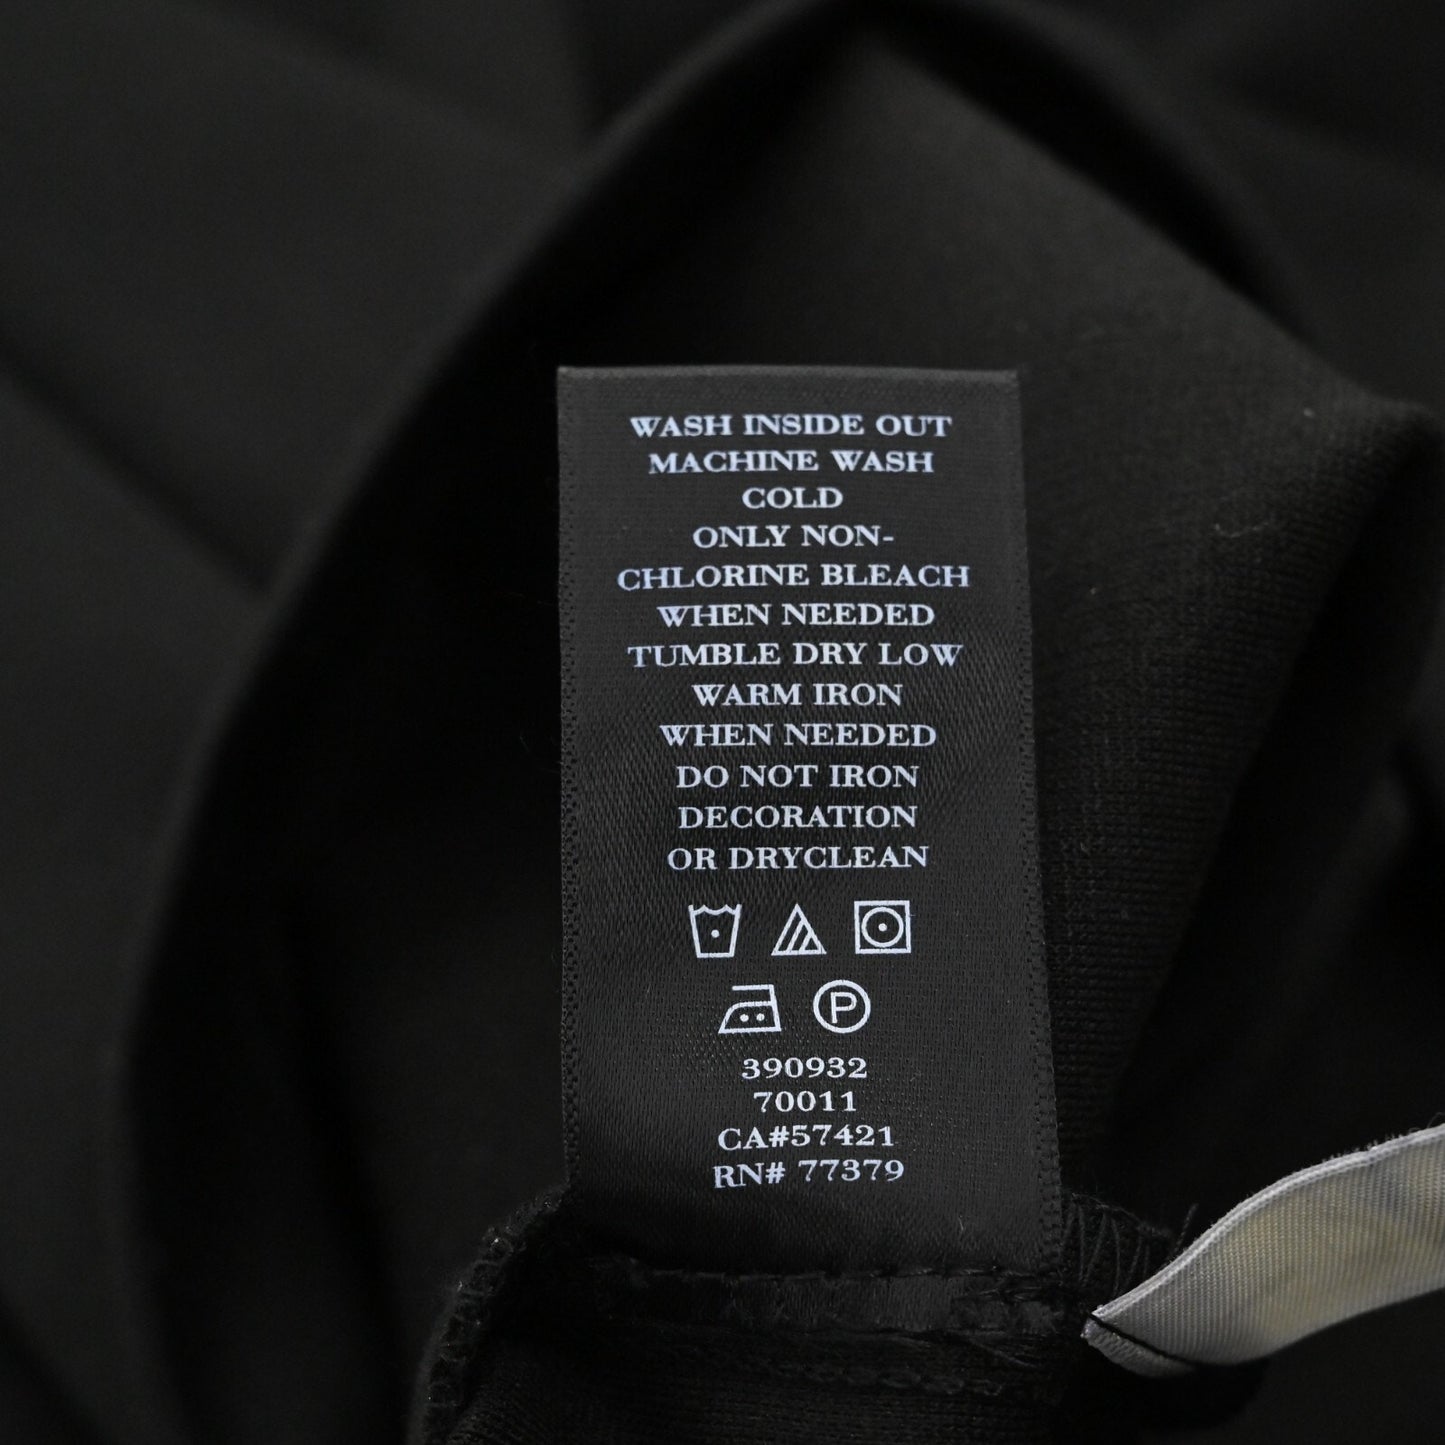 WASH INSIDE OUT
MACHINE WASH
COLD
ONLY NON-
CHLORINE BLEACH
WHEN NEEDED
TUMBLE DRY LOW
WARM IRON
WHEN NEEDED
DO NOT IRON
DECORATION
OR DRYCLEAN
P
390932
70011
CA#57421
RN# 77379